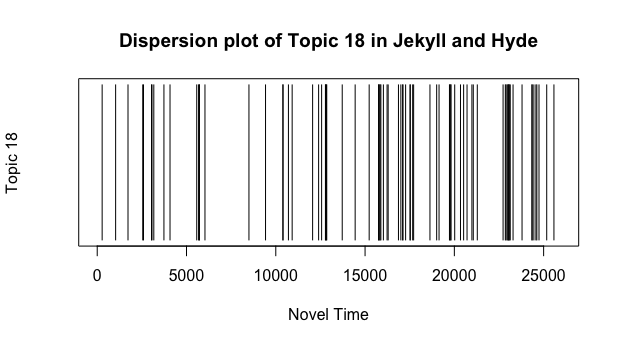 Dispersion plot of Topic 18 in Jekyll and Hyde
Topic 18
0 5000 10000 15000 20000 25000
Novel Time